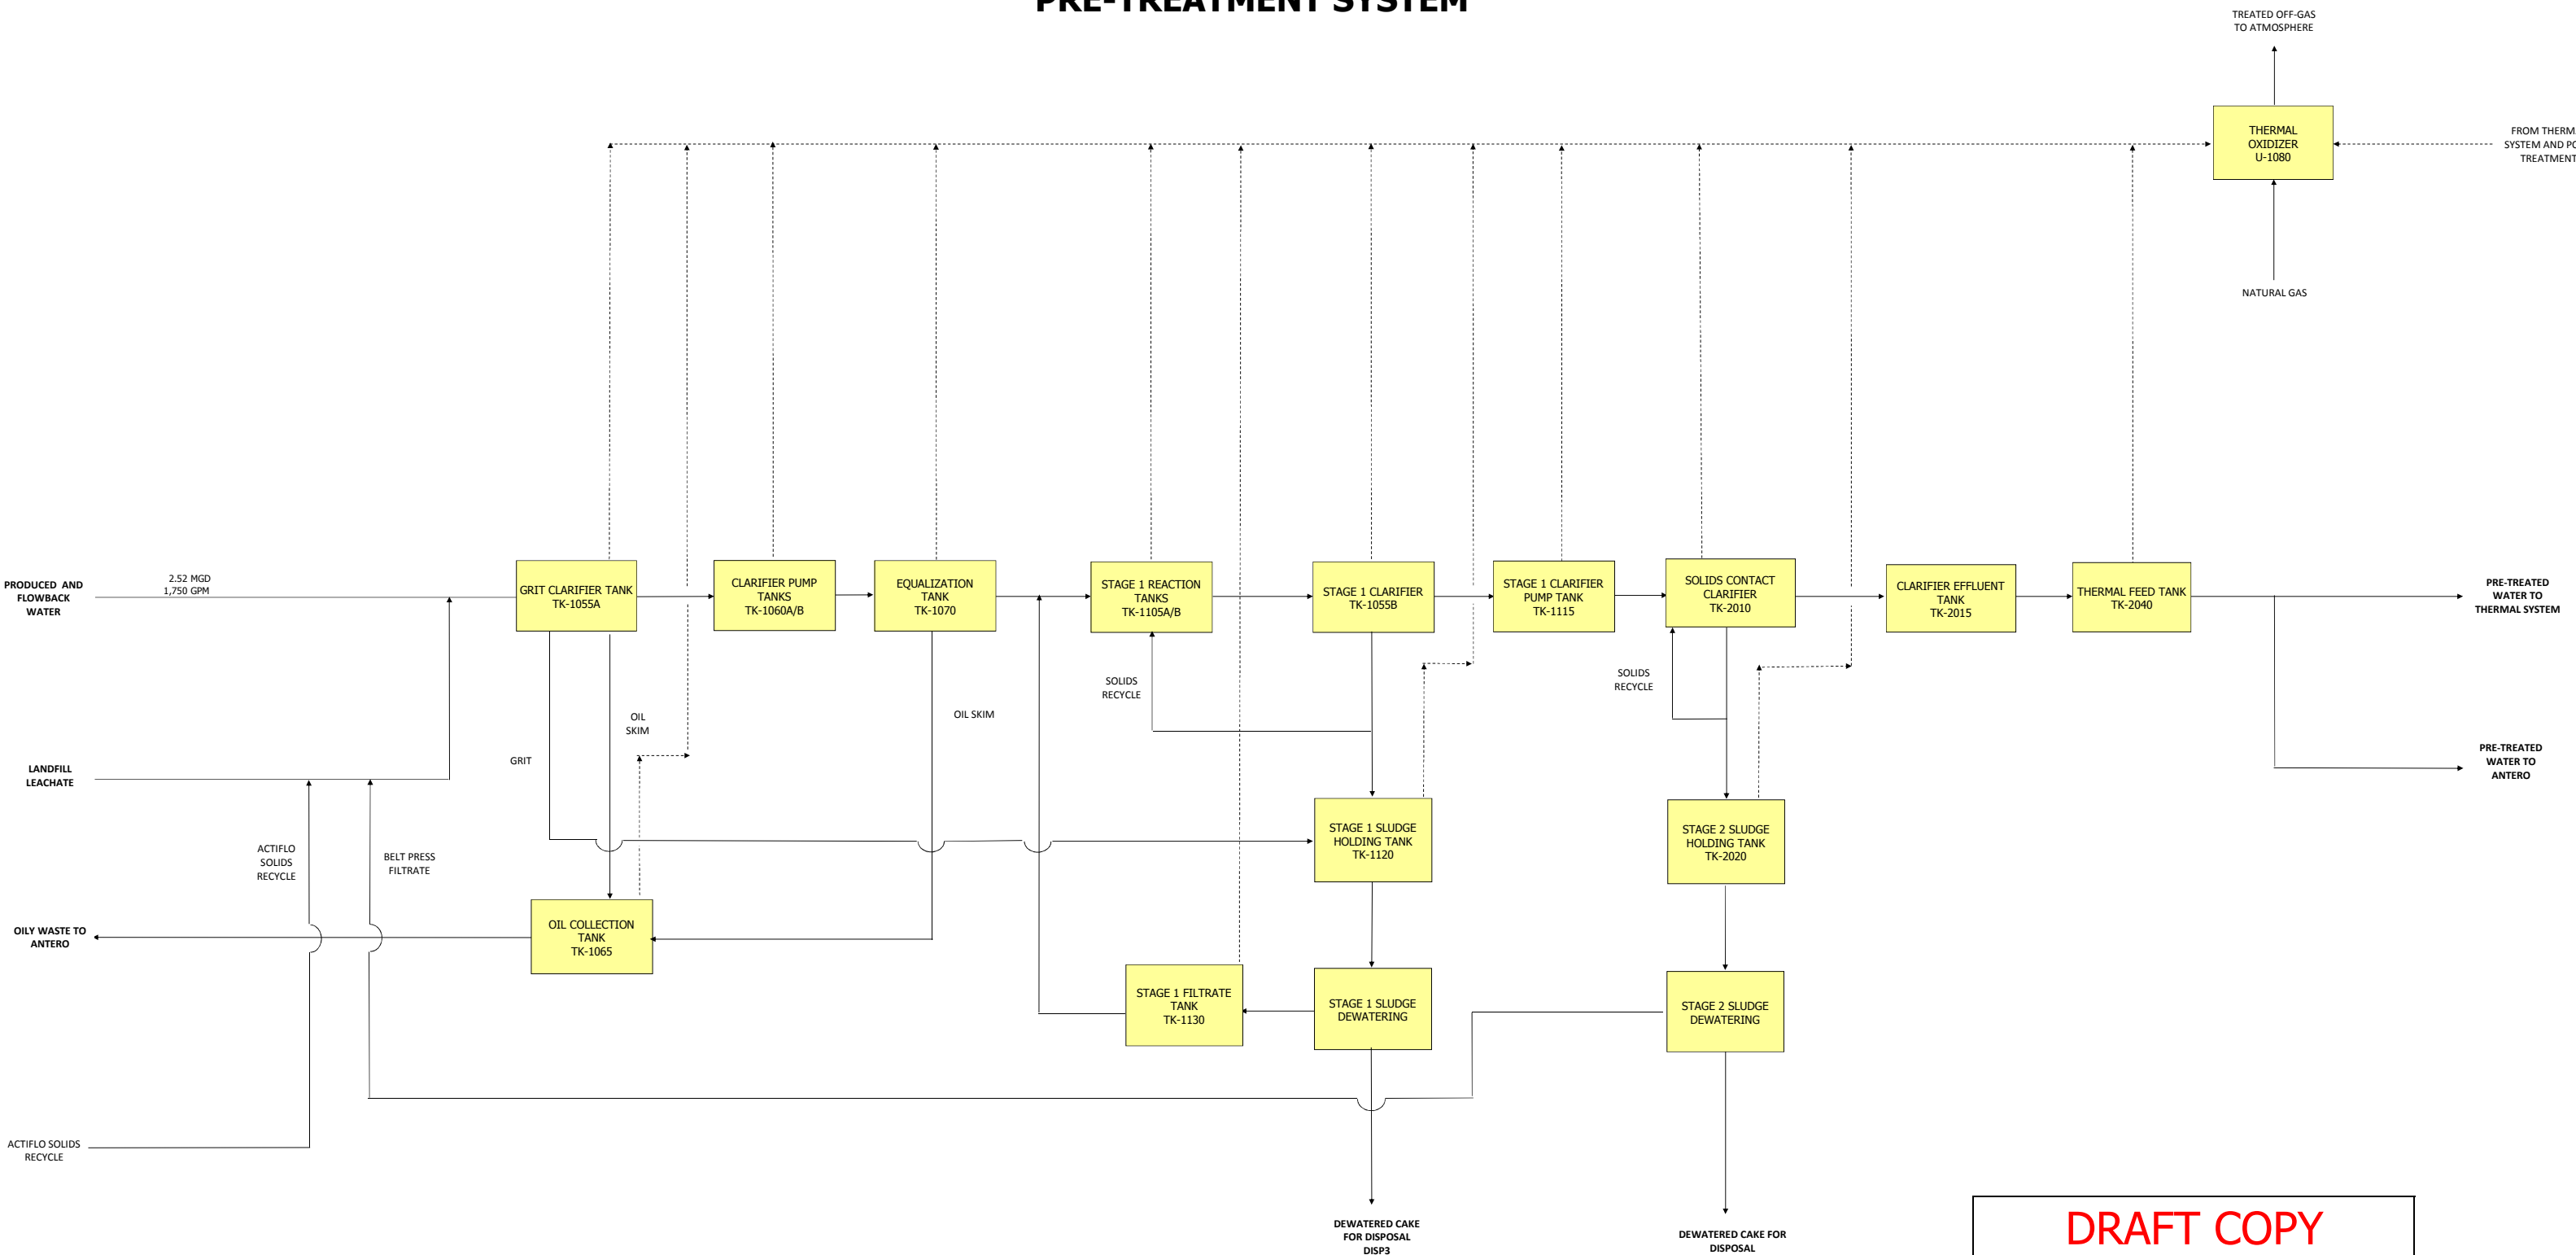 PRE-TREATMENT SYSTEM
TREATED OFF-GAS
TO ATMOSPHERE
THERMAL
OXIDIZER
U-1080
FROM
SYSTEM AND
TREATMENT
NATURAL GAS
PRODUCED AND
FLOWBACK
WATER
2.52 MGD
1,750 GPM
GRIT CLARIFIER TANK
TK-1055A
CLARIFIER PUMP
TANKS
TK-1060A/B
EQUALIZATION
TANK
TK-1070
STAGE 1 REACTION
TANKS
TK-1105A/B
STAGE 1 CLARIFIER
TK-1055B
STAGE 1 CLARIFIER
PUMP TANK
TK-1115
SOLIDS CONTACT
CLARIFIER
TK-2010
CLARIFIER EFFLUENT
TANK
TK-2015
THERMAL FEED TANK
TK-2040
PRE-TREATED
WATER TO
THERMAL SYSTEM
SOLIDS
RECYCLE
SOLIDS
RECYCLE
OIL
SKIM
OIL SKIM
GRIT
LANDFILL
LEACHATE
PRE-TREATED
WATER TO
ANTERO
ACTIFLO
SOLIDS
RECYCLE
BELT PRESS
FILTRATE
STAGE 1 SLUDGE
HOLDING TANK
TK-1120
STAGE 2 SLUDGE
HOLDING TANK
TK-2020
OILY WASTE TO
ANTERO
OIL COLLECTION
TANK
TK-1065
STAGE 1 FILTRATE
TANK
TK-1130
STAGE 1 SLUDGE
DEWATERING
STAGE 2 SLUDGE
DEWATERING
ACTIFLO SOLIDS
RECYCLE
DEWATERED CAKE
FOR DISPOSAL
DISP3
DEWATERED CAKE FOR
DISPOSAL
DRAFT COPY